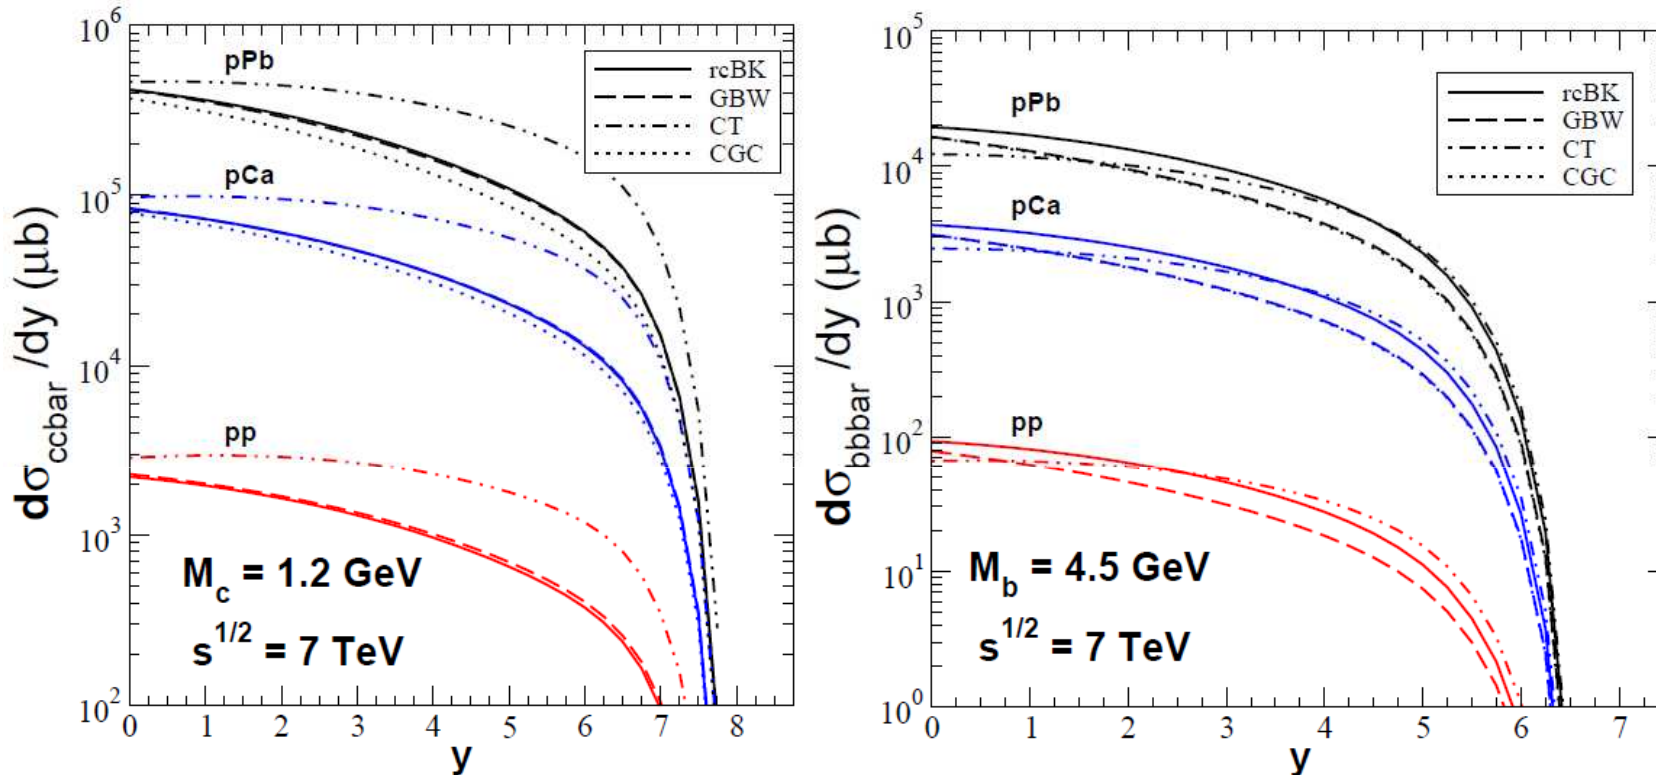 10^6
10^5
10^4
10^3
10^2
dσ_ccbar /dy (μb)
pPb
pCa
pp
rcBK
GBW
CT
CGC
M_c = 1.2 GeV
s^1/2 = 7 TeV
0 1 2 3 4 5 6 7 8
y
10^5
10^4
10^3
10^2
10^1
10^0
dσ_bbbar /dy (μb)
pPb
pCa
pp
rcBK
GBW
CT
CGC
M_b = 4.5 GeV
s^1/2 = 7 TeV
0 1 2 3 4 5 6 7
y